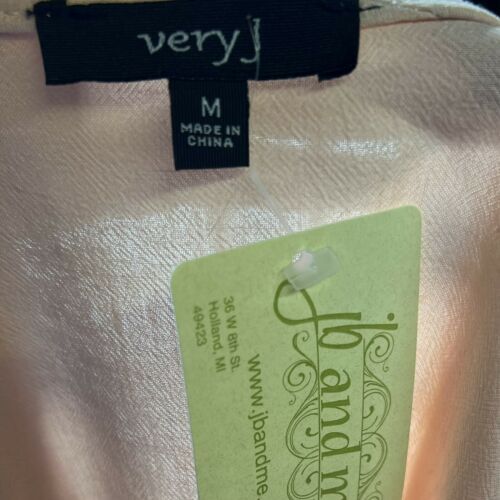 very J
M
MADE IN
CHINA
jb and m
www.jbandme.
36 W 8th St.
Holland, MI
49423